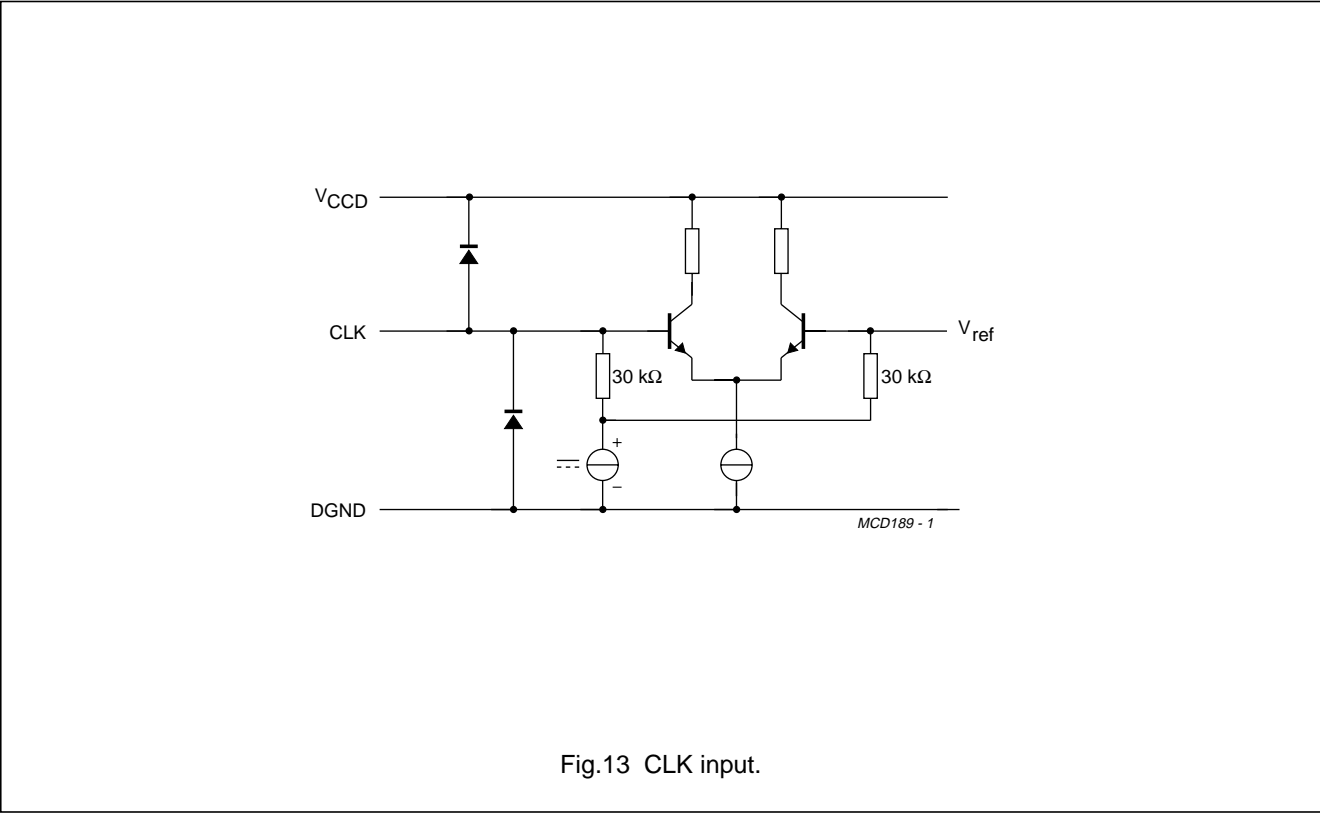 VCCD
CLK
Vref
30 kΩ
30 kΩ
+
−
DGND
MCD189 - 1
Fig.13 CLK input.